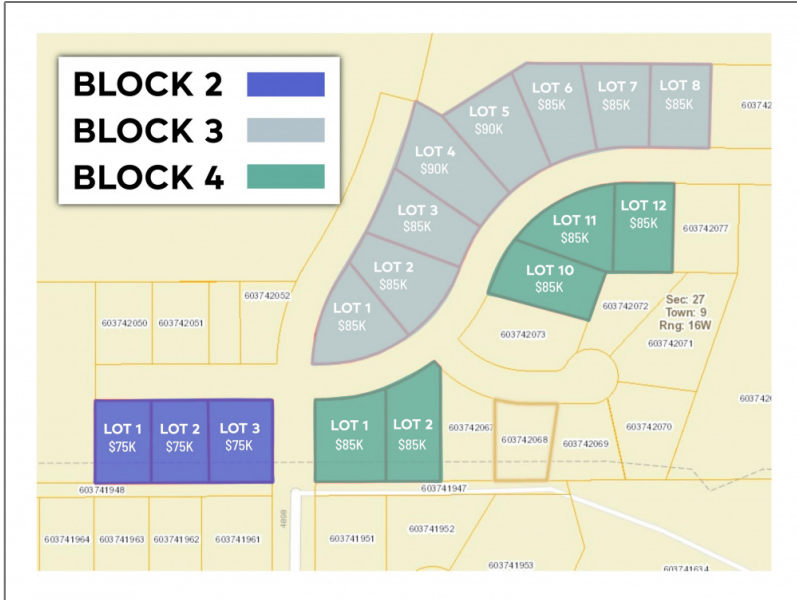 BLOCK 2
BLOCK 3
BLOCK 4
LOT 6
$85K
LOT 7
$85K
LOT 8
$85K
LOT 5
$90K
LOT 4
$90K
LOT 3
$85K
LOT 2
$85K
LOT 1
$85K
LOT 12
$85K
LOT 11
$85K
LOT 10
$85K
603742077
603742052
603742050
603742051
603742072
Sec: 27
Town: 9
Rng: 16W
603742073
603742071
LOT 1
$75K
LOT 2
$75K
LOT 3
$75K
LOT 1
$85K
LOT 2
$85K
603742067
603742068
603742069
603742070
603741948
603741947
4800
603741964
603741963
603741962
603741961
603741951
603741952
603741953